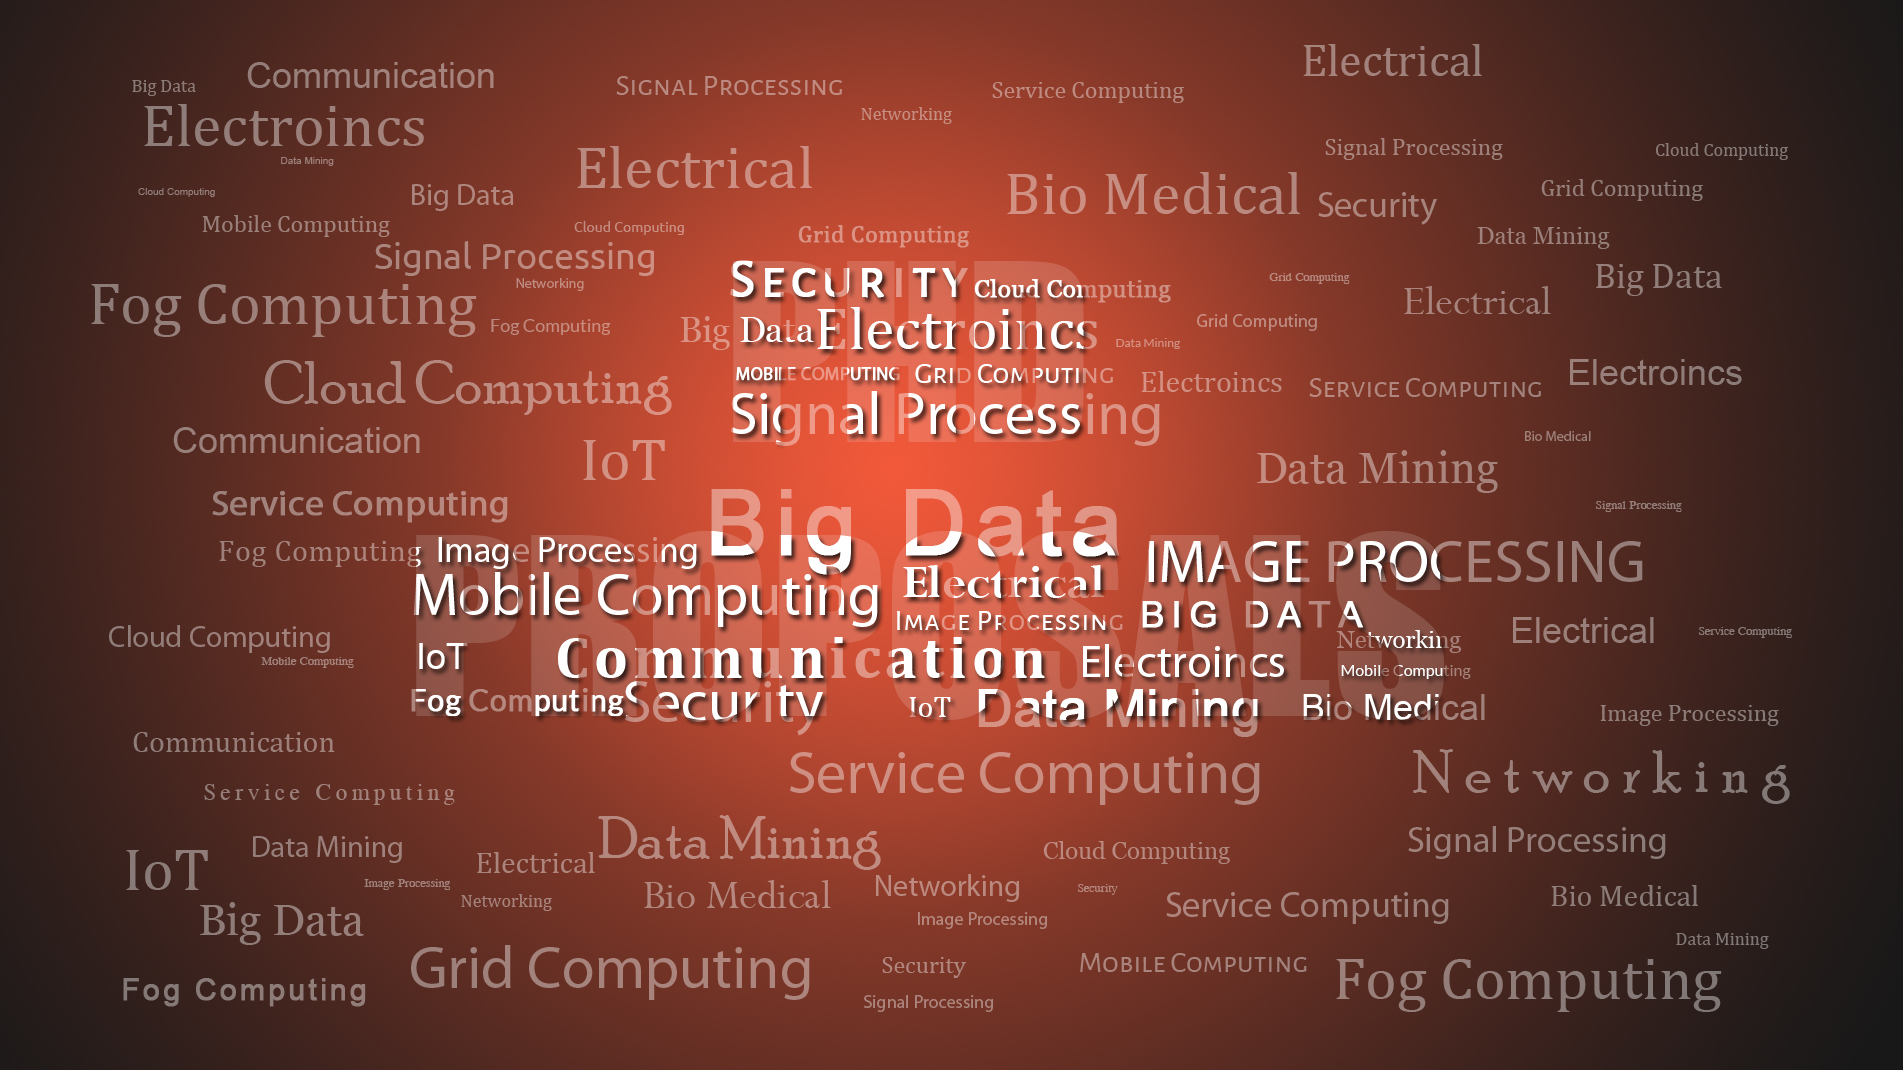 Electrical
Big Data Communication SIGNAL PROCESSING Service Computing
Networking
Electroincs
Electrical Signal Processing Cloud Computing
Data Mining
Cloud Computing Big Data Bio Medical Security Grid Computing
Mobile Computing Cloud Computing Grid Computing Data Mining
Signal Processing
Networking Grid Computing Big Data
PHD
SECURITY Cloud Computing
Fog Computing Fog Computing Grid Computing Electrical
Big Data Electroincs Data Mining
MOBILE COMPUTING GRID COMPUTING Electroincs SERVICE COMPUTING Electroincs
Cloud Computing
Signal Processing
Communication Bio Medical
IoT Data Mining
Service Computing Signal Processing
Big Data
PROPOSALS
Fog Computing Image Processing IMAGE PROCESSING
Mobile Computing Electrical
IMAGE PROCESSING BIG DATA
Cloud Computing Networking Electrical Service Computing
Mobile Computing IoT Communication Electroincs Mobile Computing
Fog Computing Security IoT Data Mining Bio Medical Image Processing
Communication
Service Computing Networking
Service Computing
Data Mining Signal Processing
IoT Data Mining Electrical Cloud Computing
Image Processing Networking Bio Medical Networking Security Service Computing Bio Medical
Big Data Image Processing
Data Mining
Grid Computing Security MOBILE COMPUTING Fog Computing
Fog Computing Signal Processing